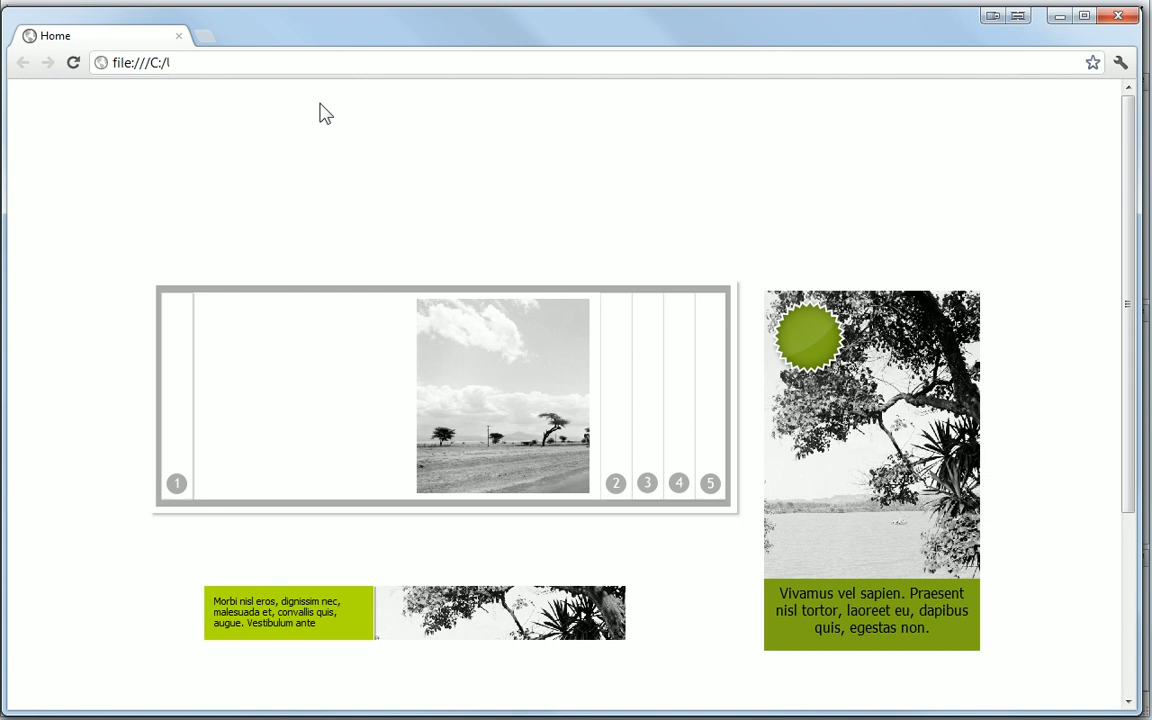 Home
file:///C:/U
1
2
3
4
5
Morbi nisl eros, dignissim nec,
malesuada et, convallis quis,
augue. Vestibulum ante
Vivamus vel sapien. Praesent
nisl tortor, laoreet eu, dapibus
quis, egestas non.